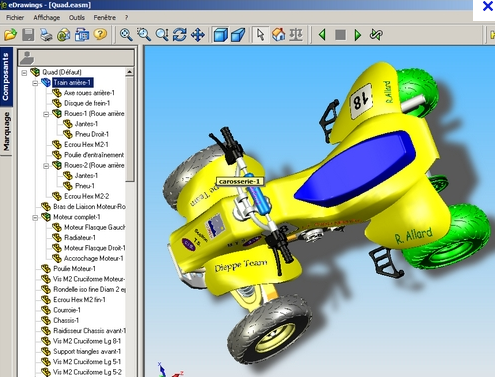 eDrawings - [Quad.easm]
Fichier Affichage Outils Fenêtre ?
Composants
Marquage
Quad (Défaut)
Train arrière-1
Axe roues arrière-1
Disque de frein-1
Roues-1 (Roue arrière
Jantes-1
Pneu Droit-1
Ecrou Hex M2-1
Poulie d'entraînement
Roues-2 (Roue arrière
Jantes-1
Pneu-1
Ecrou Hex M2-2
Bras de Liaison Moteur-Ro
Moteur complet-1
Moteur Flasque Gauch
Radiateur-1
Moteur Flasque Droit-1
Accrochage Moteur-1
Poulie Moteur-1
Vis M2 Cruciforme Moteur-
Rondelle iso fine Diam 2 ep
Ecrou Hex M2 fin-1
Courroie-1
Chassis-1
Raidisseur Chassis avant-1
Vis M2 Cruciforme Lg 8-1
Support triangles avant-1
Vis M2 Cruciforme Lg 5-1
Vis M2 Cruciforme Lg 5-2
18
R.Allard
carosserie-1
R. Allard
Dieppe Team